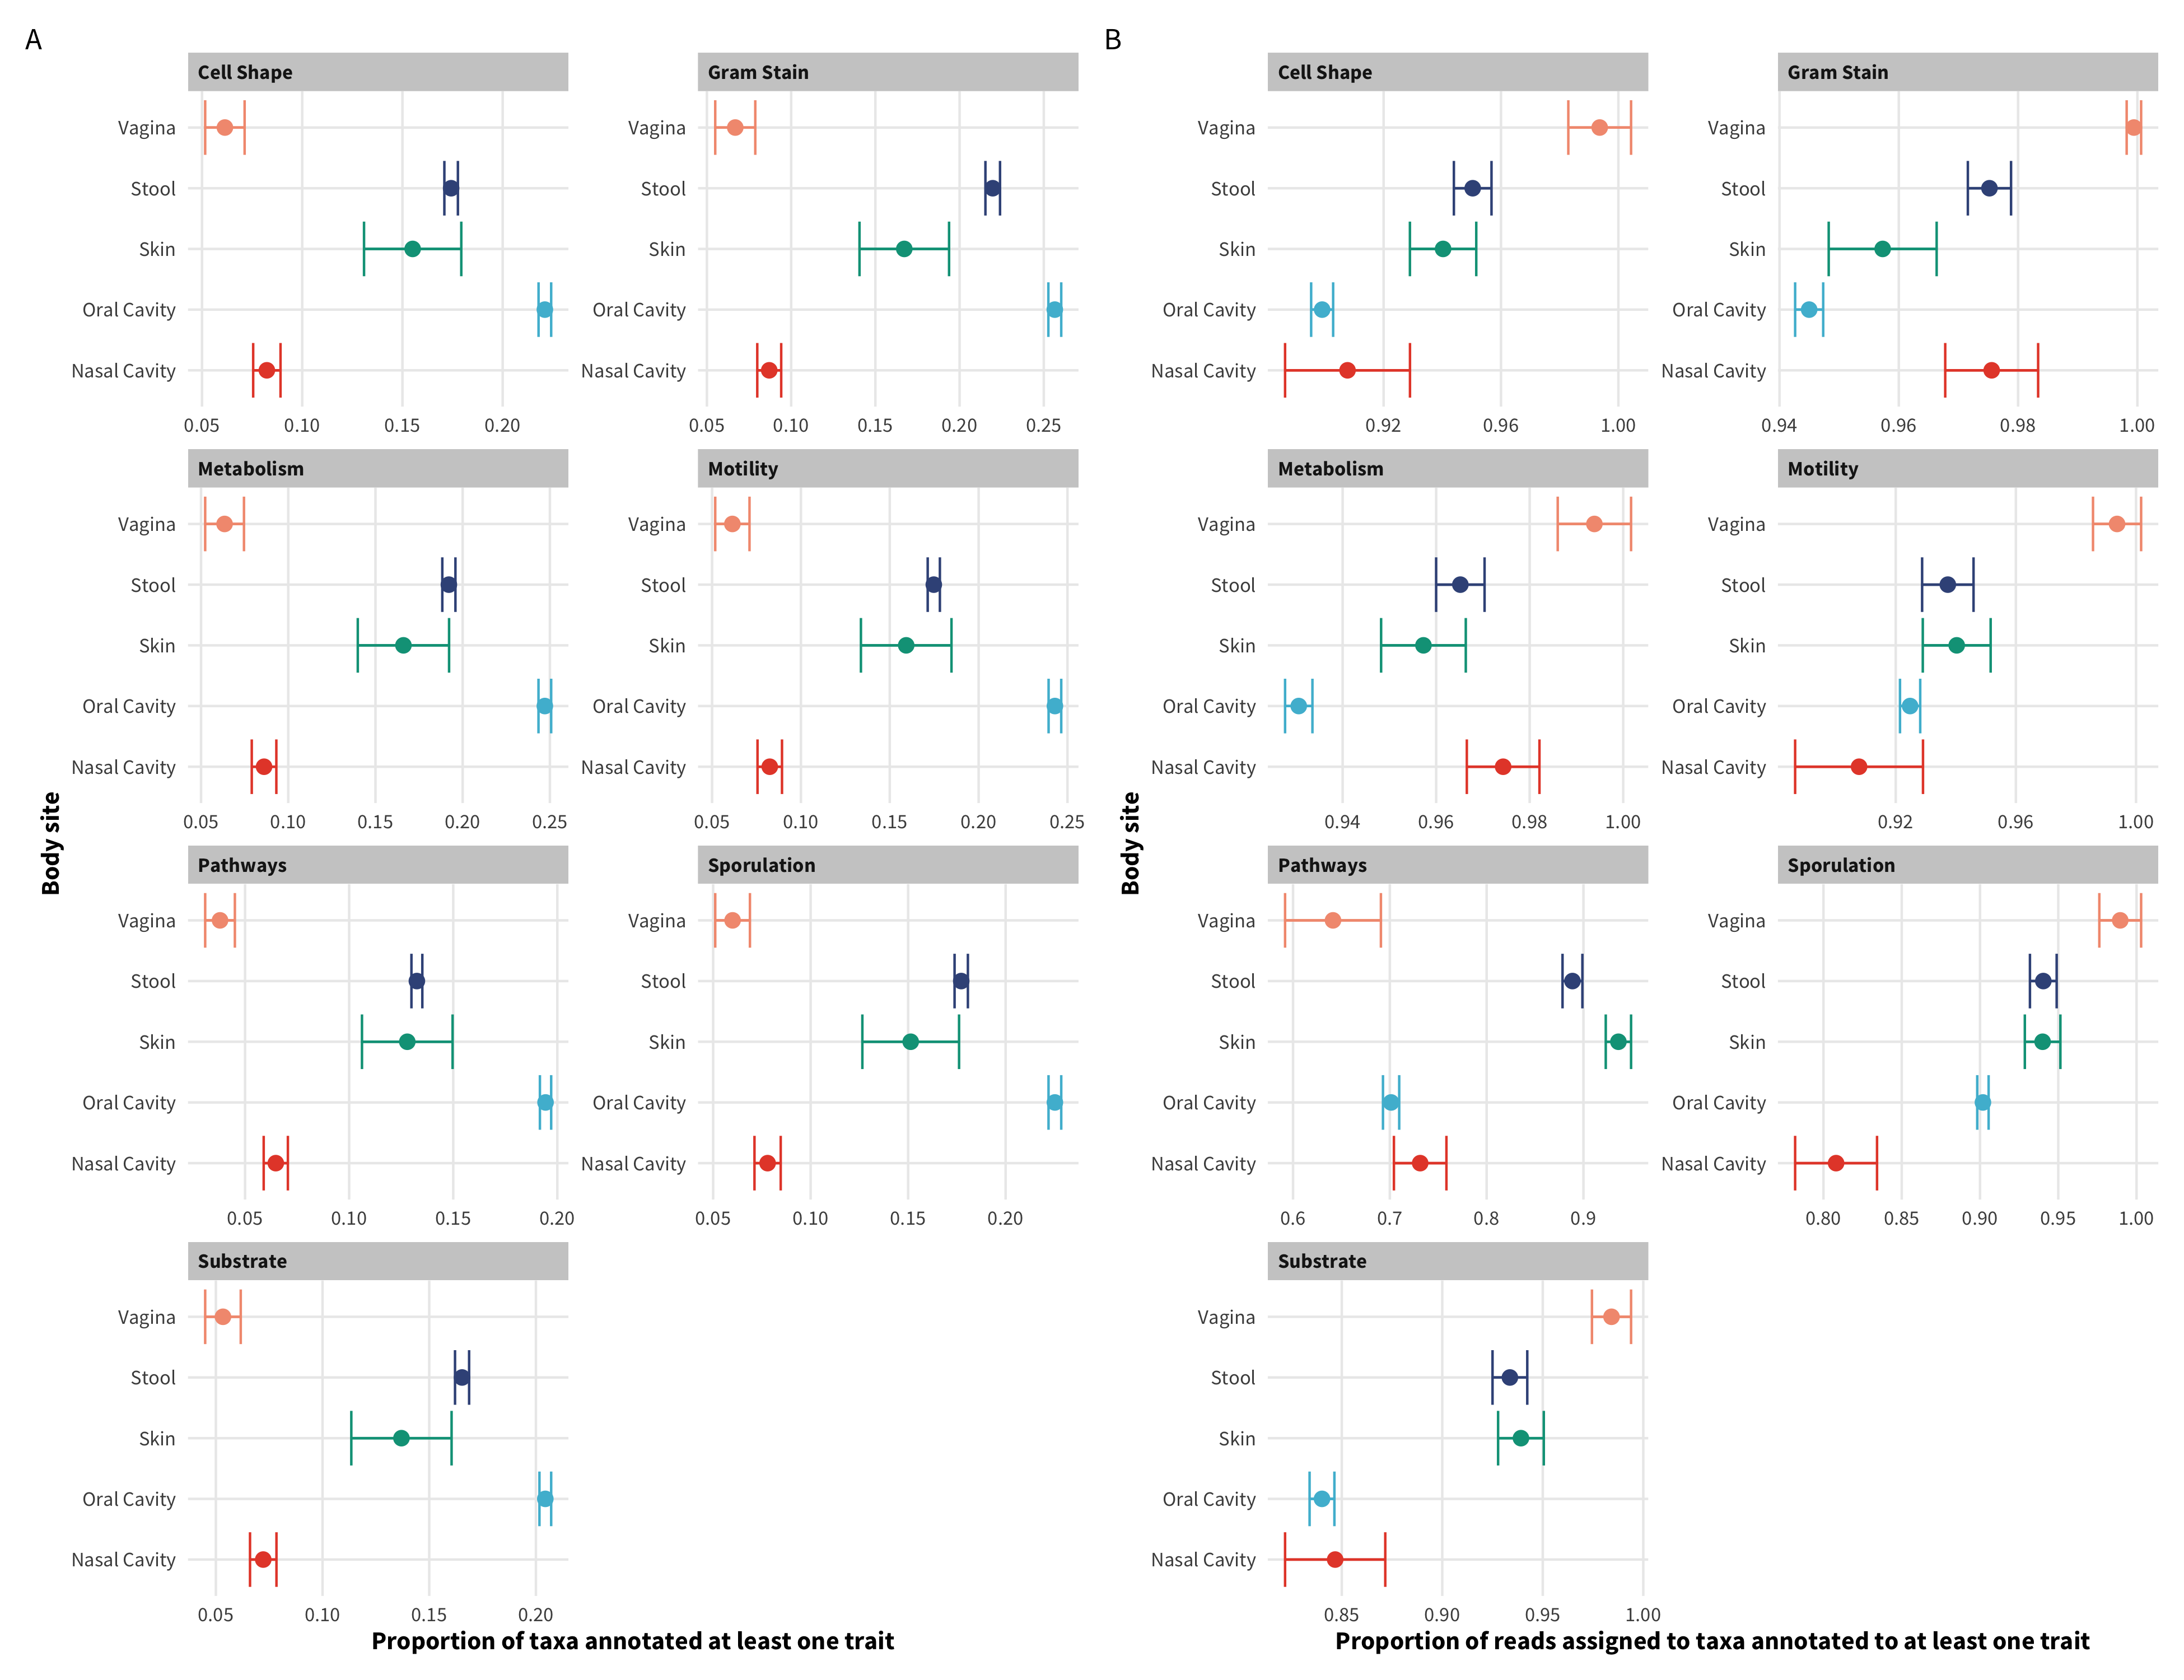 A
B
Cell Shape
Gram Stain
Cell Shape
Gram Stain
Vagina
Stool
Skin
Oral Cavity
Nasal Cavity
0.05 0.10 0.15 0.20
Vagina
Stool
Skin
Oral Cavity
Nasal Cavity
0.05 0.10 0.15 0.20 0.25
Vagina
Stool
Skin
Oral Cavity
Nasal Cavity
0.92 0.96 1.00
Vagina
Stool
Skin
Oral Cavity
Nasal Cavity
0.94 0.96 0.98 1.00
Metabolism
Motility
Metabolism
Motility
Vagina
Stool
Skin
Oral Cavity
Nasal Cavity
0.05 0.10 0.15 0.20 0.25
Vagina
Stool
Skin
Oral Cavity
Nasal Cavity
0.05 0.10 0.15 0.20 0.25
Vagina
Stool
Skin
Oral Cavity
Nasal Cavity
0.94 0.96 0.98 1.00
Vagina
Stool
Skin
Oral Cavity
Nasal Cavity
0.92 0.96 1.00
Body site
Body site
Pathways
Sporulation
Pathways
Sporulation
Vagina
Stool
Skin
Oral Cavity
Nasal Cavity
0.05 0.10 0.15 0.20
Vagina
Stool
Skin
Oral Cavity
Nasal Cavity
0.05 0.10 0.15 0.20
Vagina
Stool
Skin
Oral Cavity
Nasal Cavity
0.6 0.7 0.8 0.9
Vagina
Stool
Skin
Oral Cavity
Nasal Cavity
0.80 0.85 0.90 0.95 1.00
Substrate
Substrate
Vagina
Stool
Skin
Oral Cavity
Nasal Cavity
0.05 0.10 0.15 0.20
Vagina
Stool
Skin
Oral Cavity
Nasal Cavity
0.85 0.90 0.95 1.00
Proportion of taxa annotated at least one trait
Proportion of reads assigned to taxa annotated to at least one trait